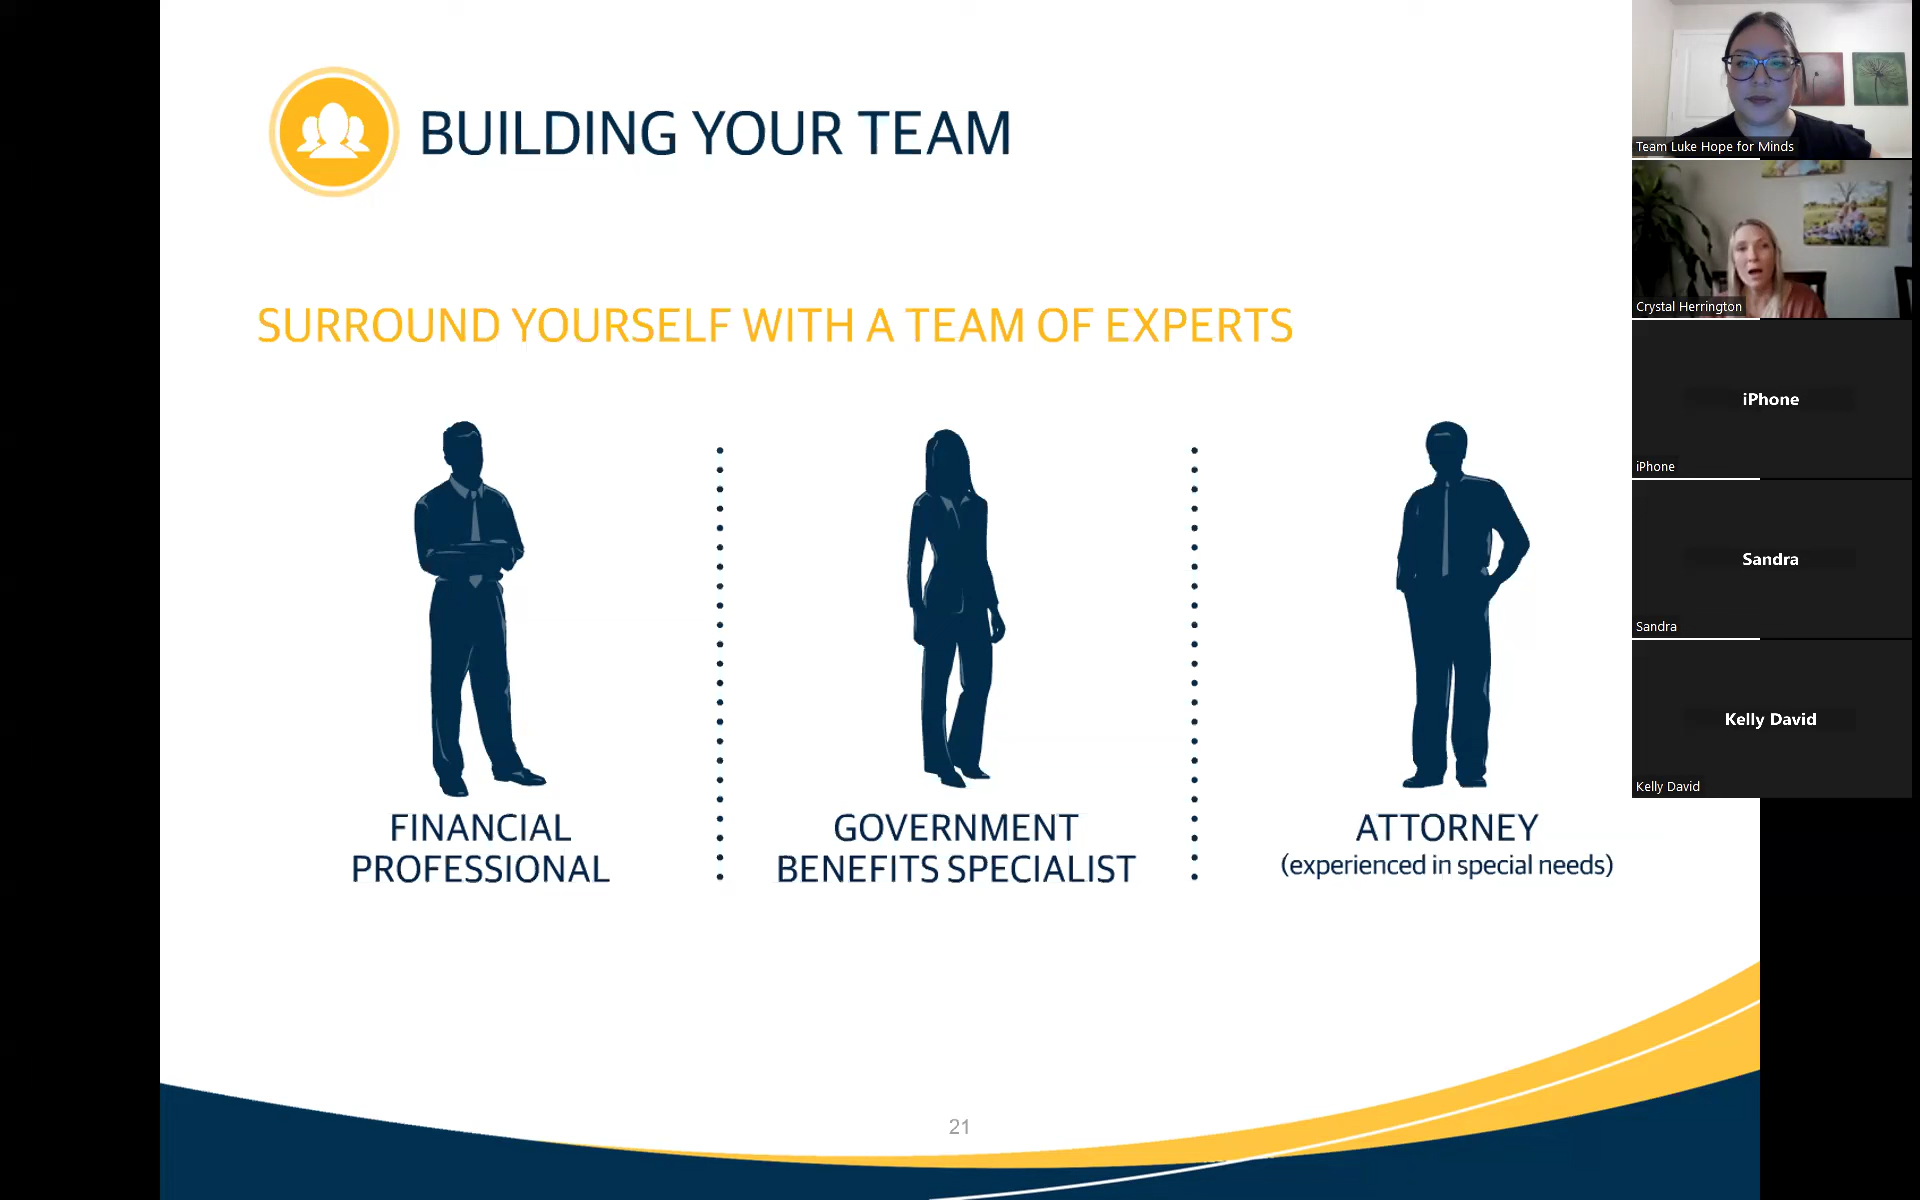 BUILDING YOUR TEAM
SURROUND YOURSELF WITH A TEAM OF EXPERTS
FINANCIAL
PROFESSIONAL
GOVERNMENT
BENEFITS SPECIALIST
ATTORNEY
(experienced in special needs)
21
Team Luke Hope for Minds
Crystal Herrington
iPhone
iPhone
Sandra
Sandra
Kelly David
Kelly David